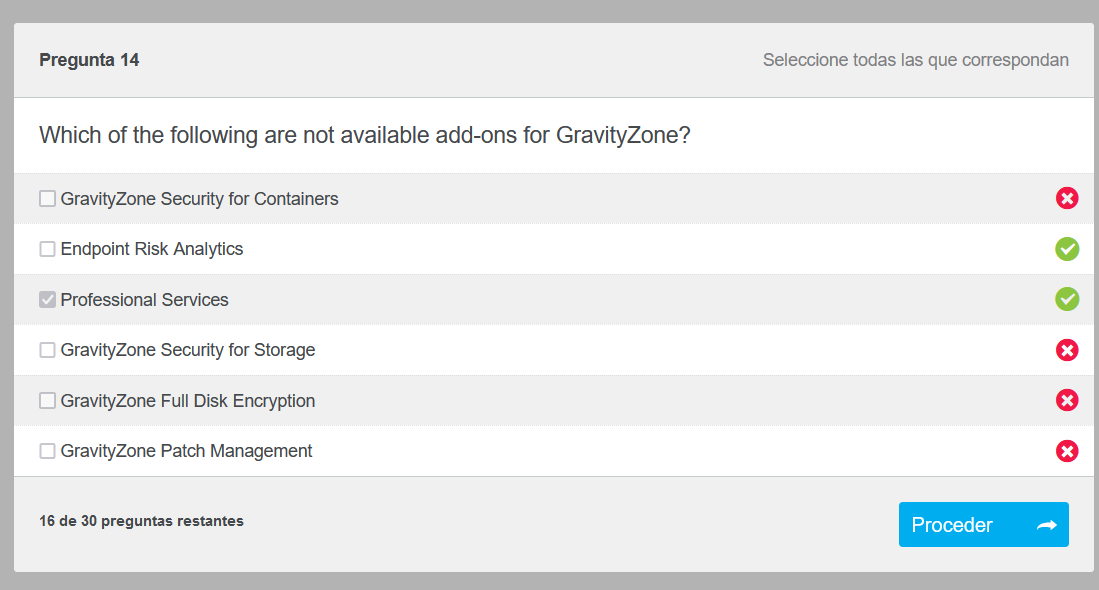 Pregunta 14
Seleccione todas las que correspondan
Which of the following are not available add-ons for GravityZone?
GravityZone Security for Containers
Endpoint Risk Analytics
Professional Services
GravityZone Security for Storage
GravityZone Full Disk Encryption
GravityZone Patch Management
16 de 30 preguntas restantes
Proceder